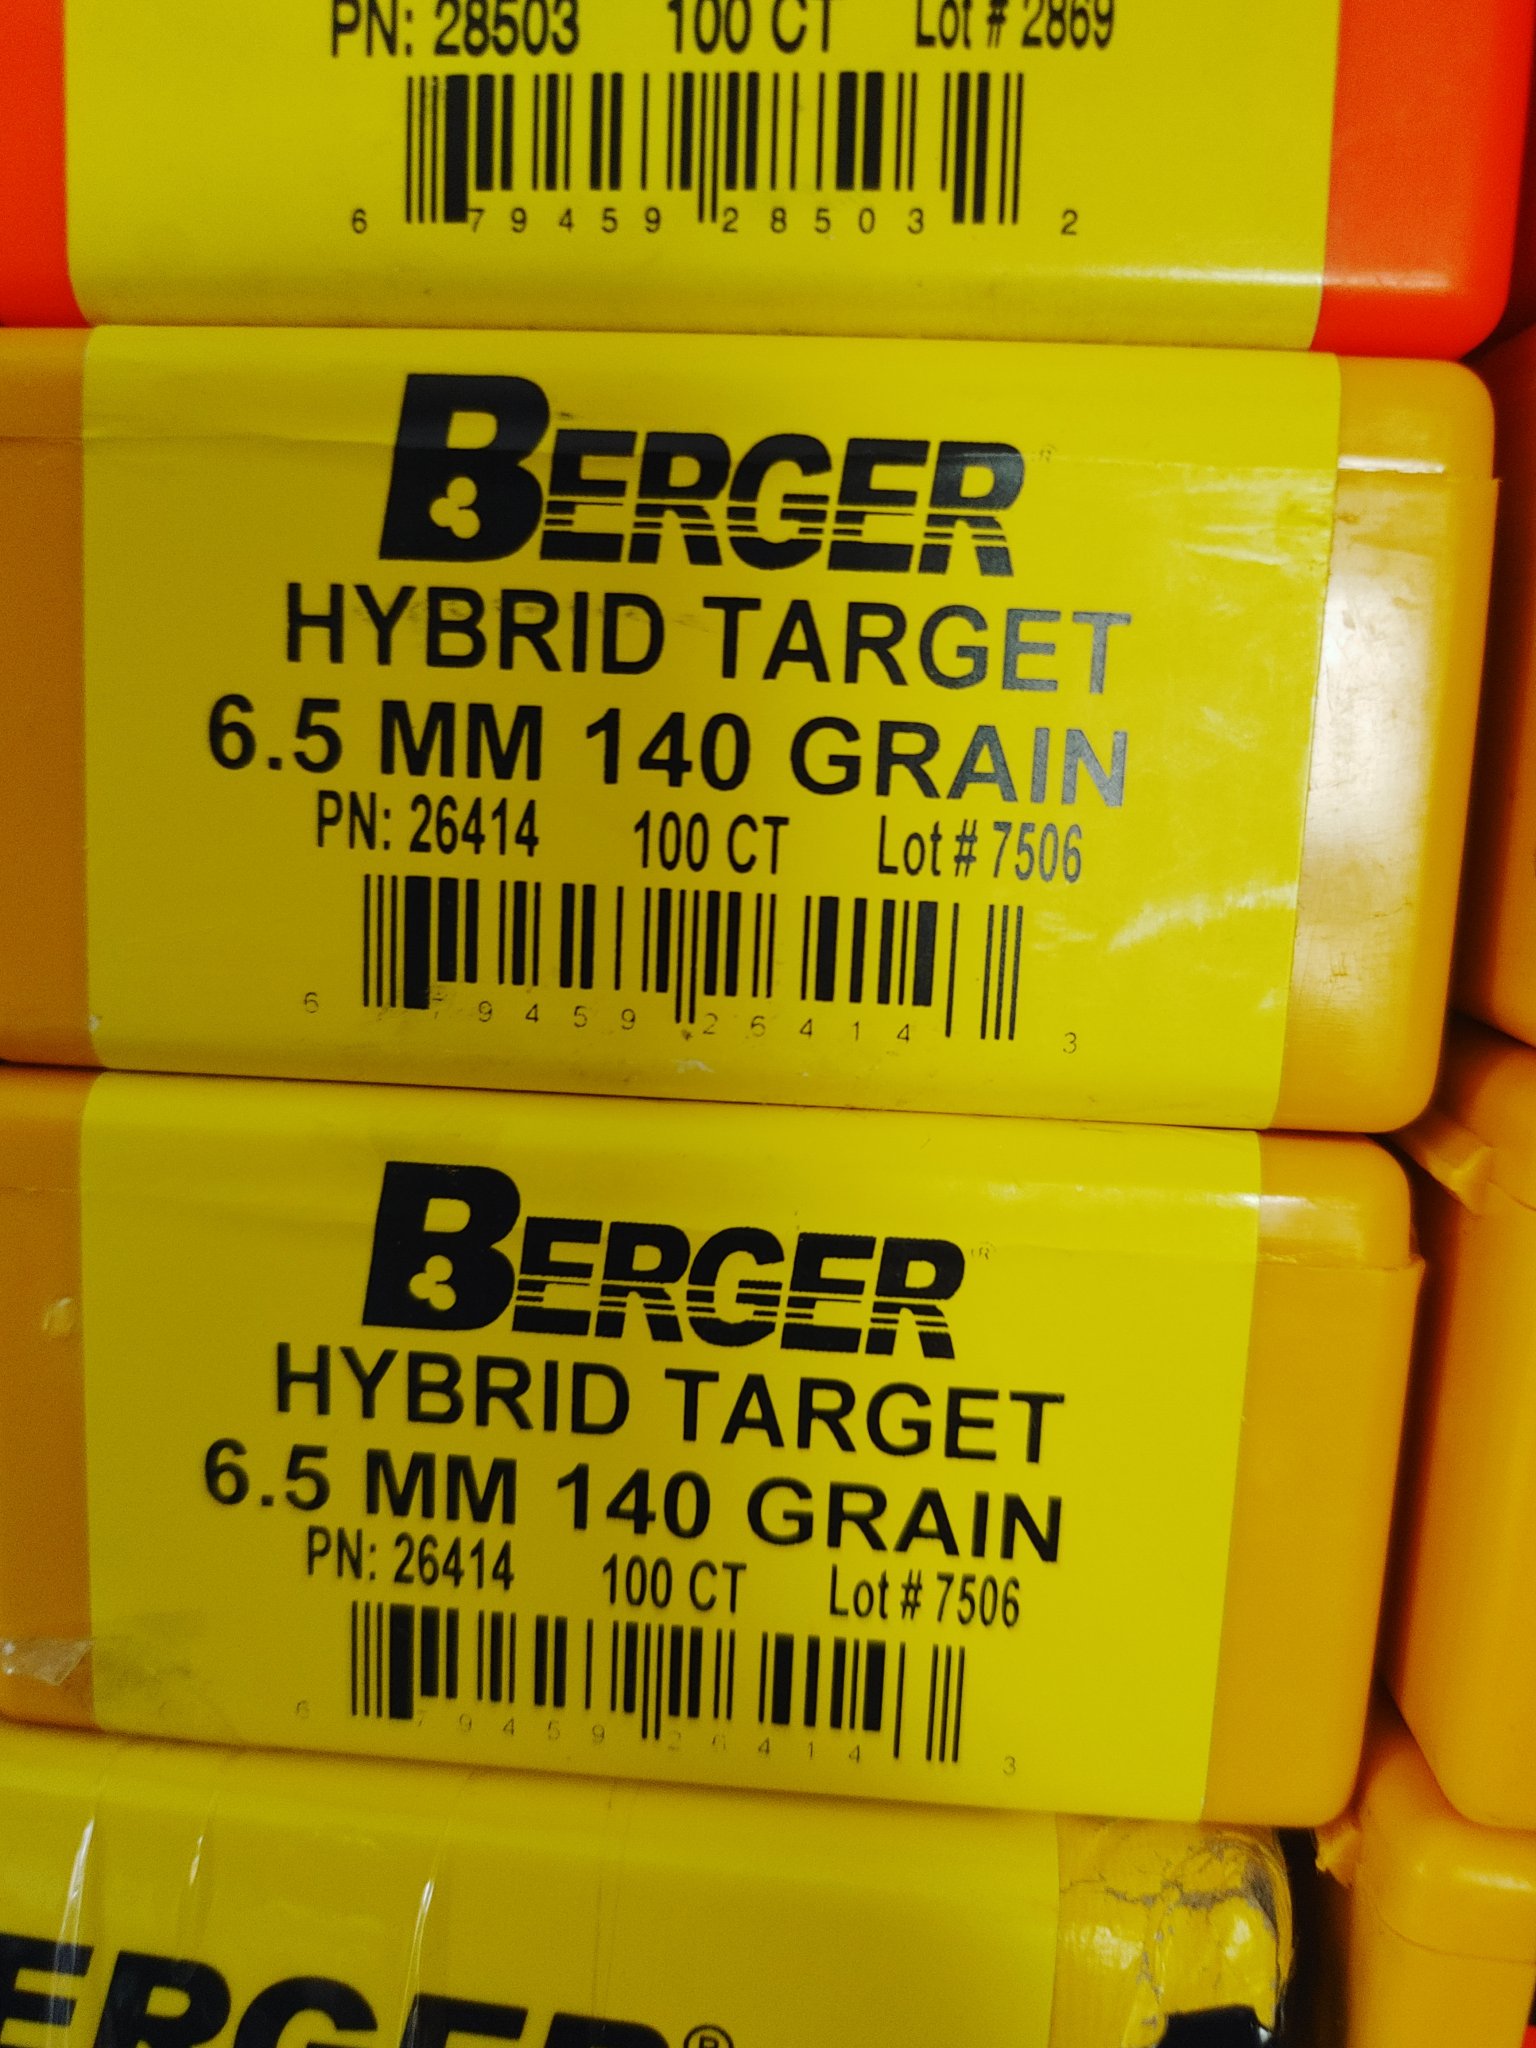 PN: 28503 100 CT Lot # 2869
6 79459 28503 2
BERGER®
HYBRID TARGET
6.5 MM 140 GRAIN
PN: 26414 100 CT Lot # 7506
6 79459 26414 3
BERGER®
HYBRID TARGET
6.5 MM 140 GRAIN
PN: 26414 100 CT Lot # 7506
6 79459 26414 3
ERGER®